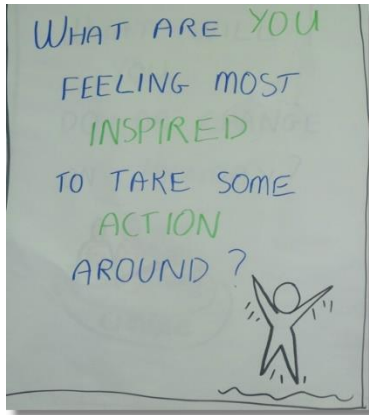 WHAT ARE YOU
FEELING MOST
INSPIRED
TO TAKE SOME
ACTION
AROUND?